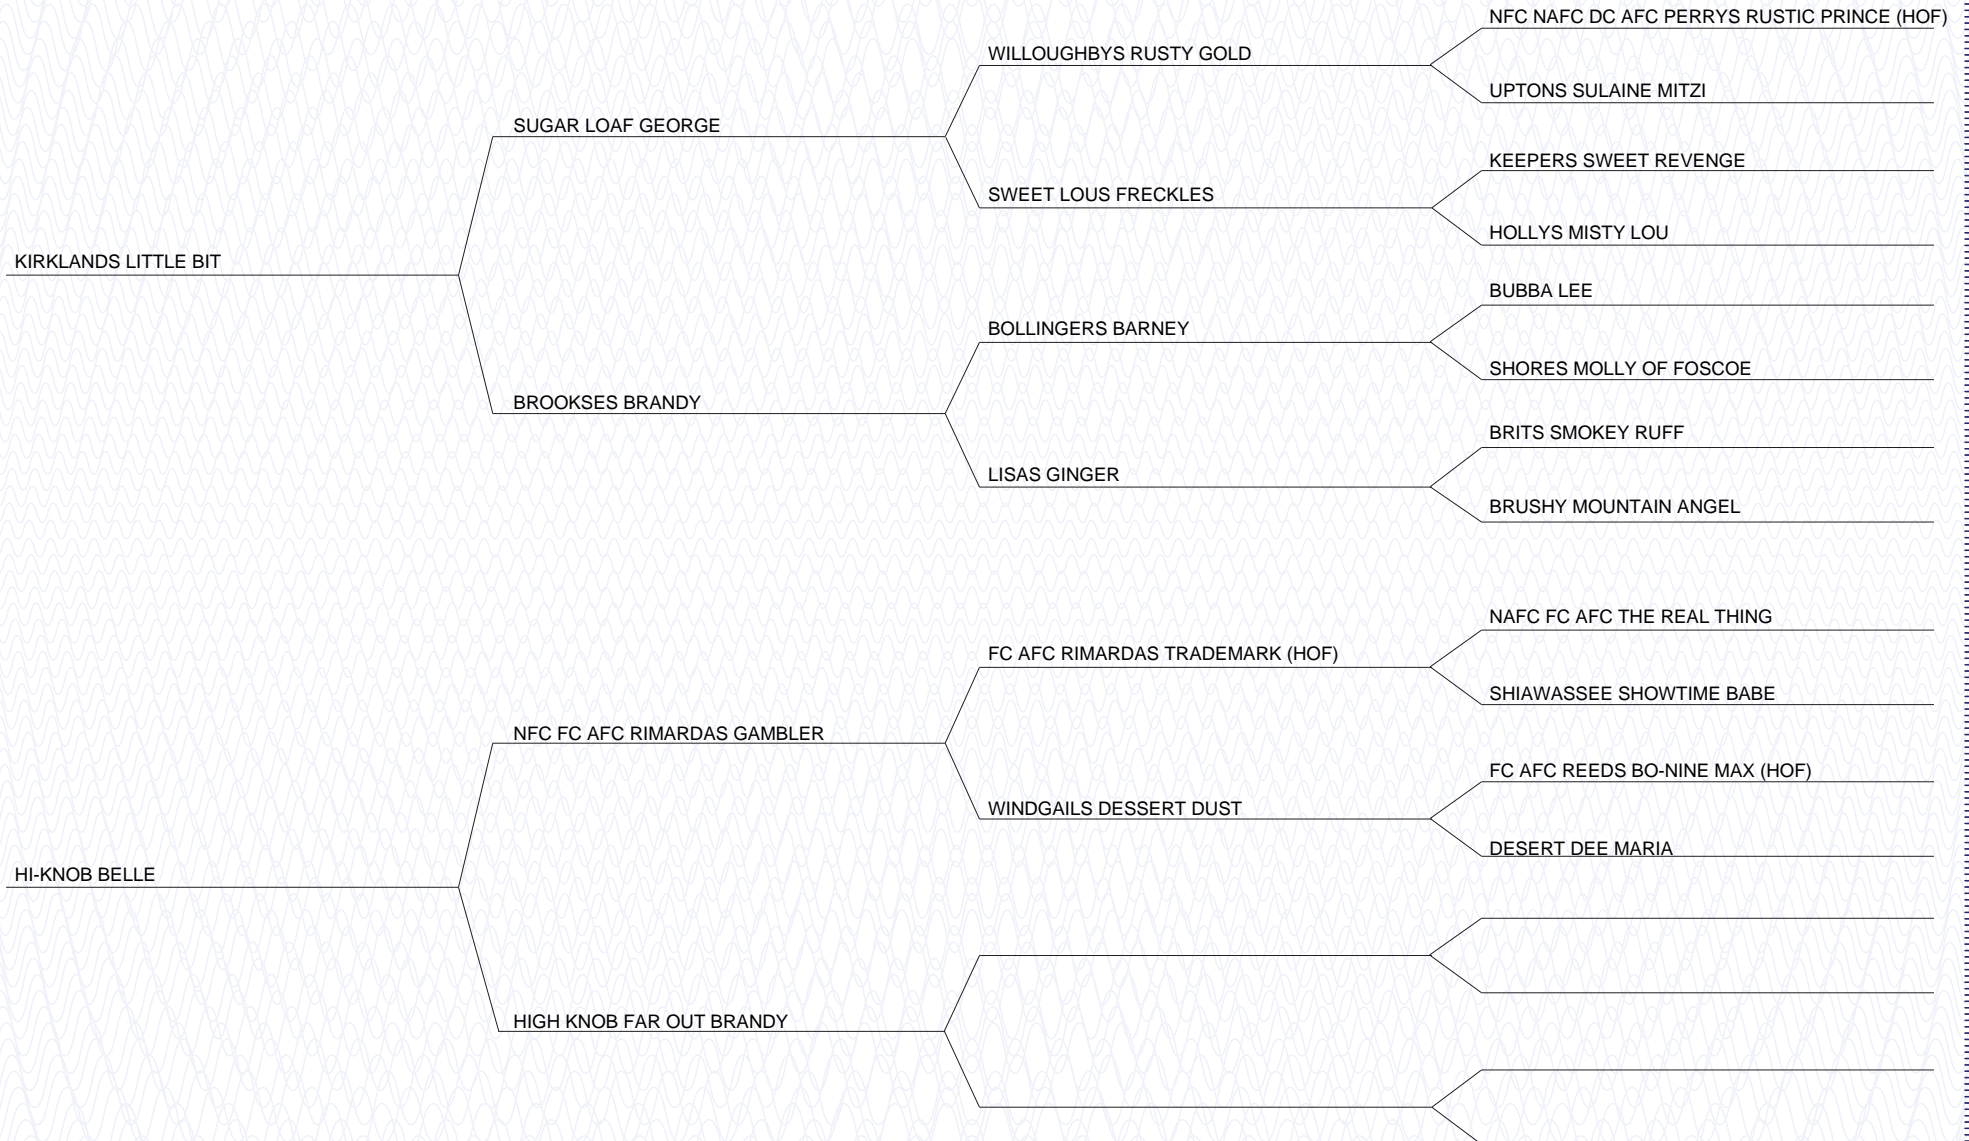 NFC NAFC DC AFC PERRYS RUSTIC PRINCE (HOF)
WILLOUGHBYS RUSTY GOLD
UPTONS SULAINE MITZI
SUGAR LOAF GEORGE
KEEPERS SWEET REVENGE
SWEET LOUS FRECKLES
HOLLYS MISTY LOU
KIRKLANDS LITTLE BIT
BUBBA LEE
BOLLINGERS BARNEY
SHORES MOLLY OF FOSCOE
BROOKSES BRANDY
BRITS SMOKEY RUFF
LISAS GINGER
BRUSHY MOUNTAIN ANGEL
NAFC FC AFC THE REAL THING
FC AFC RIMARDAS TRADEMARK (HOF)
SHIAWASSEE SHOWTIME BABE
NFC FC AFC RIMARDAS GAMBLER
FC AFC REEDS BO-NINE MAX (HOF)
WINDGAILS DESSERT DUST
DESERT DEE MARIA
HI-KNOB BELLE
HIGH KNOB FAR OUT BRANDY